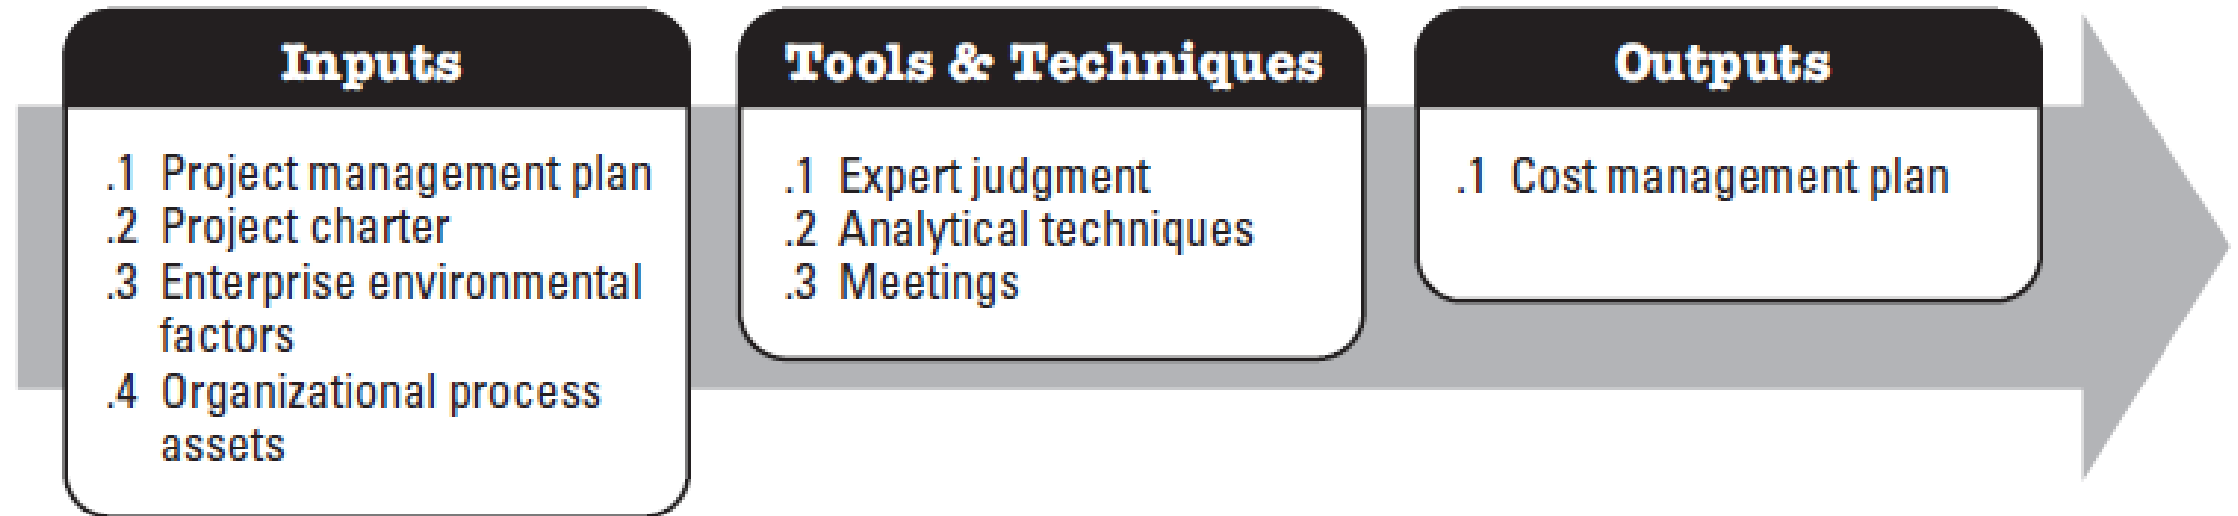 Inputs
.1 Project management plan
.2 Project charter
.3 Enterprise environmental
factors
.4 Organizational process
assets
Tools & Techniques
.1 Expert judgment
.2 Analytical techniques
.3 Meetings
Outputs
.1 Cost management plan